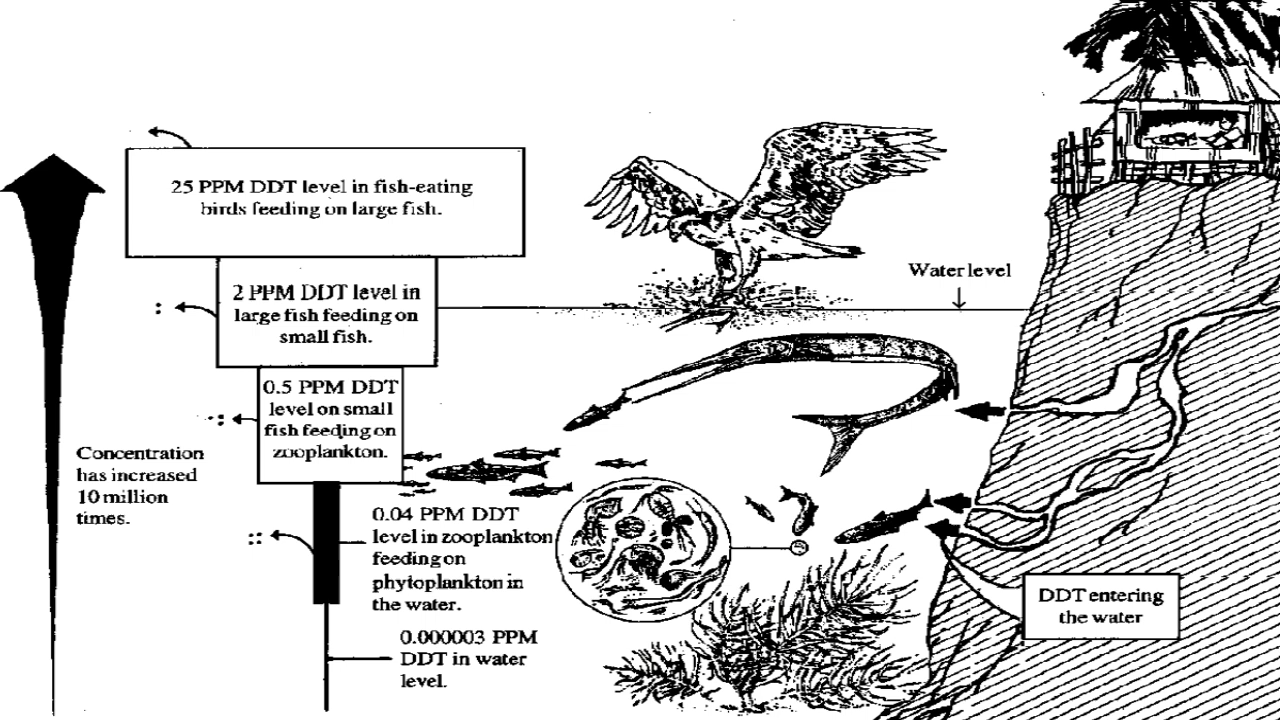 25 PPM DDT level in fish-eating
birds feeding on large fish.
Water level
2 PPM DDT level in
large fish feeding on
small fish.
0.5 PPM DDT
level on small
fish feeding on
zooplankton.
Concentration
has increased
10 million
times.
0.04 PPM DDT
level in zooplankton
feeding on
phytoplankton in
the water.
DDT entering
the water
0.000003 PPM
DDT in water
level.